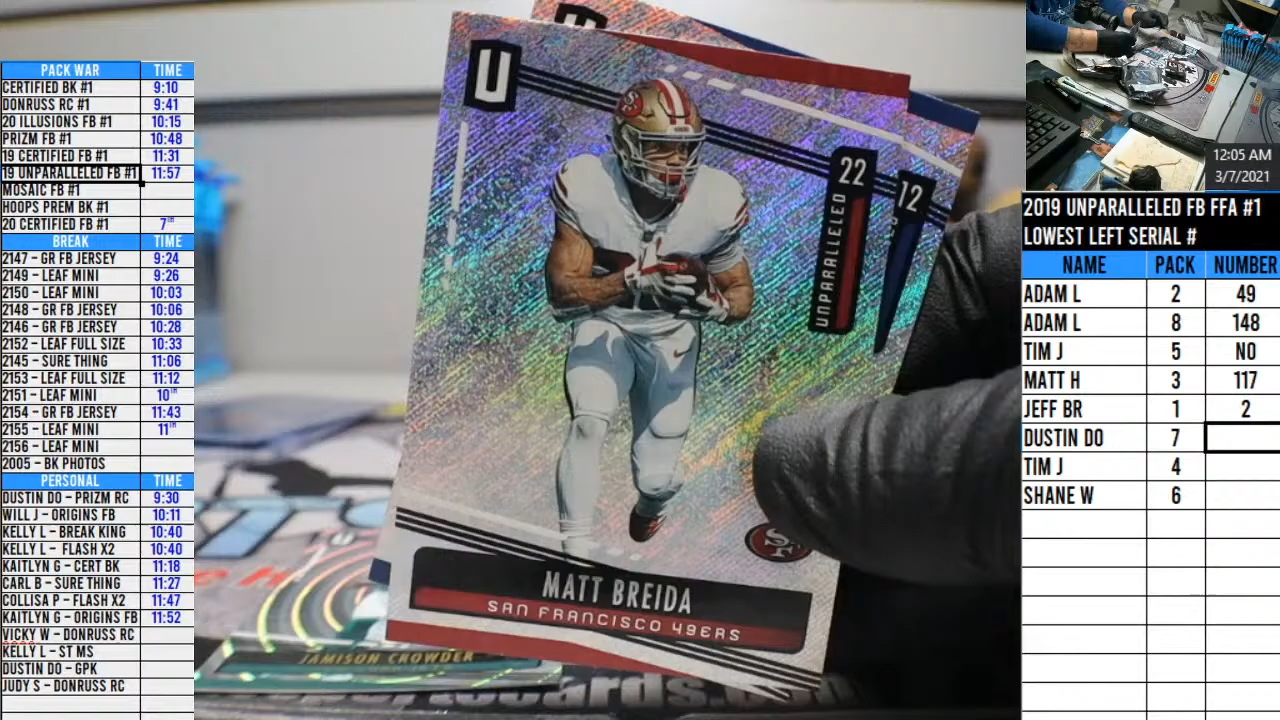 PACK WAR TIME
CERTIFIED BK #1 9:10
DONRUSS RC #1 9:41
20 ILLUSIONS FB #1 10:15
PRIZM FB #1 10:48
19 CERTIFIED FB #1 11:31
19 UNPARALLELED FB #1 11:57
MOSAIC FB #1
HOOPS PREM BK #1
20 CERTIFIED FB #1 7TH
BREAK TIME
2147 - GR FB JERSEY 9:24
2149 - LEAF MINI 9:26
2150 - LEAF MINI 10:03
2148 - GR FB JERSEY 10:06
2146 - GR FB JERSEY 10:28
2152 - LEAF FULL SIZE 10:33
2145 - SURE THING 11:06
2153 - LEAF FULL SIZE 11:12
2151 - LEAF MINI 10TH
2154 - GR FB JERSEY 11:43
2155 - LEAF MINI 11TH
2156 - LEAF MINI
2005 - BK PHOTOS
PERSONAL TIME
DUSTIN DO - PRIZM RC 9:30
WILL J - ORIGINS FB 10:11
KELLY L - BREAK KING 10:40
KELLY L - FLASH X2 10:40
KAITLYN G - CERT BK 11:18
CARL B - SURE THING 11:27
COLLISA P - FLASH X2 11:47
KAITLYN G - ORIGINS FB 11:52
VICKY W - DONRUSS RC
KELLY L - ST MS
DUSTIN DO - GPK
JUDY S - DONRUSS RC
U
22
UNPARALLELED
12
SF
MATT BREIDA
SAN FRANCISCO 49ERS
JAMISON CROWDER
cards.com
12:05 AM
3/7/2021
2019 UNPARALLELED FB FFA #1
LOWEST LEFT SERIAL #
NAME PACK NUMBER
ADAM L 2 49
ADAM L 8 148
TIM J 5 NO
MATT H 3 117
JEFF BR 1 2
DUSTIN DO 7
TIM J 4
SHANE W 6